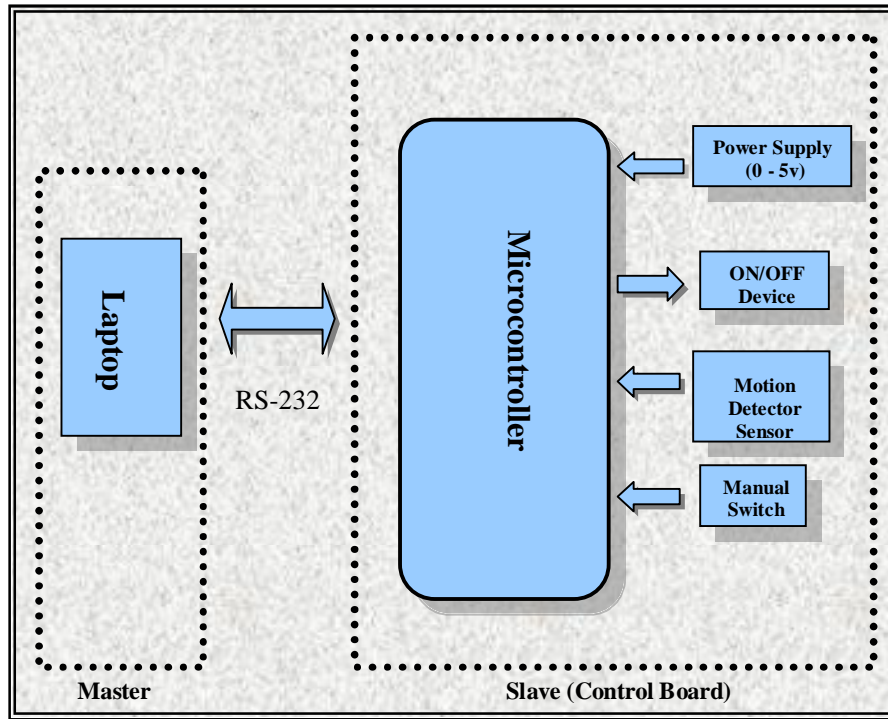 Laptop
RS-232
Microcontroller
Power Supply
(0 - 5v)
ON/OFF
Device
Motion
Detector
Sensor
Manual
Switch
Master
Slave (Control Board)